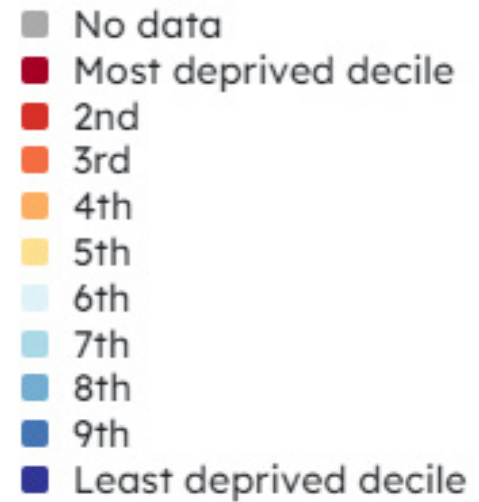 No data
Most deprived decile
2nd
3rd
4th
5th
6th
7th
8th
9th
Least deprived decile